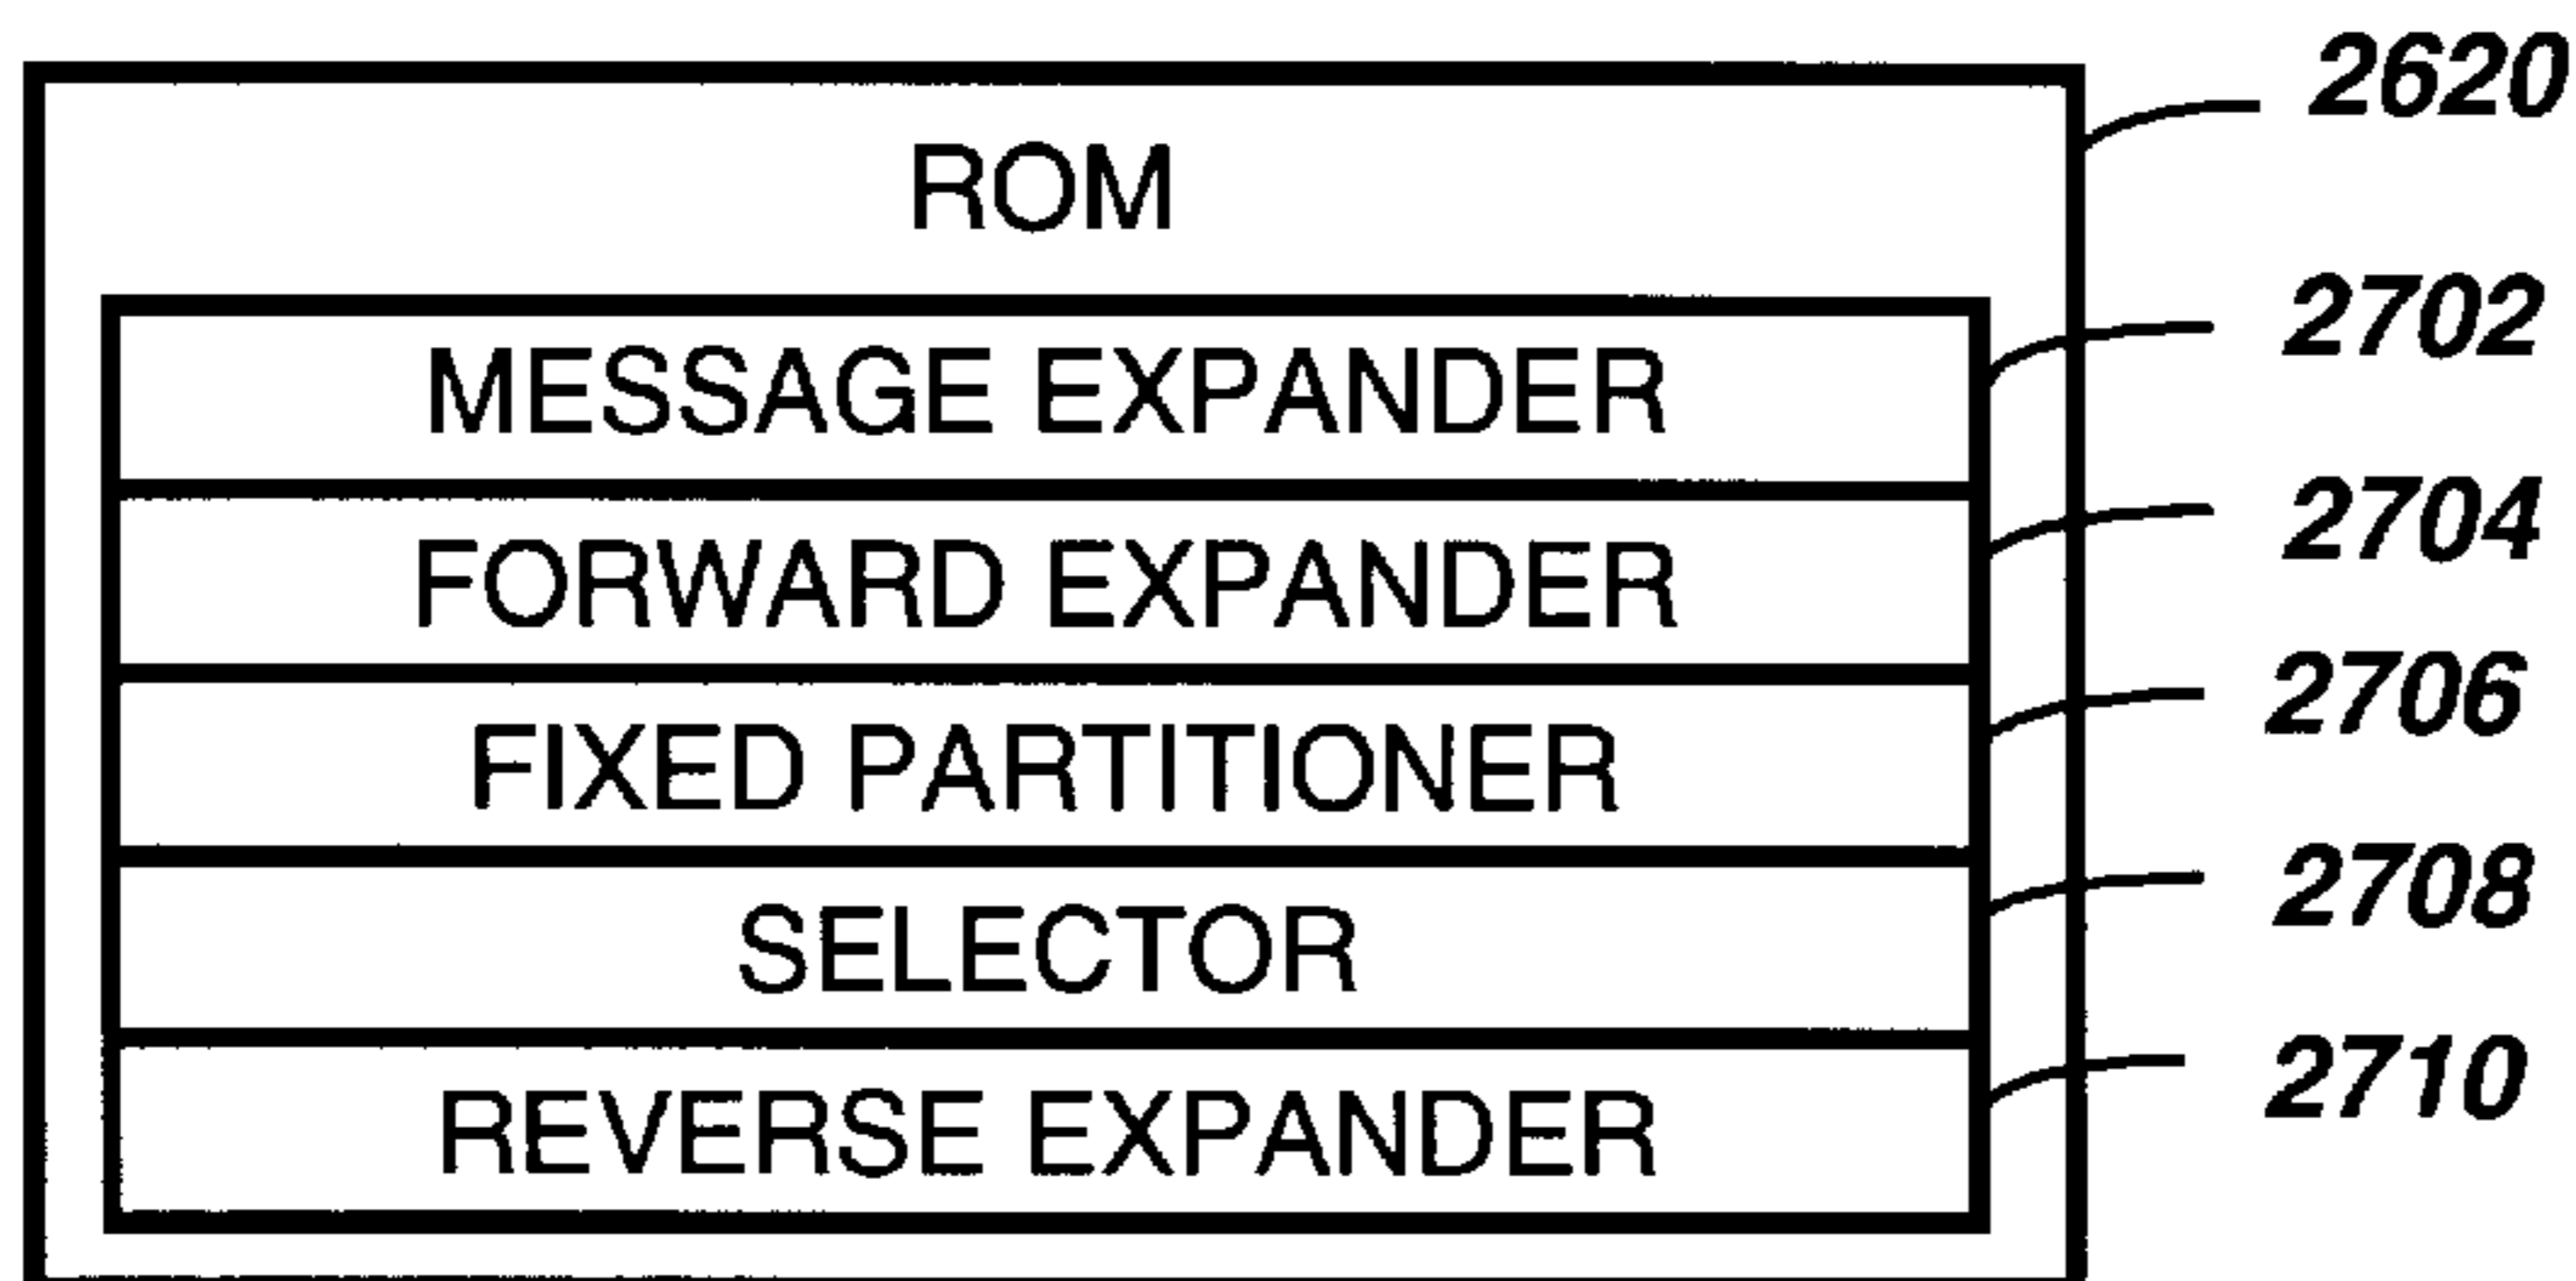 2620
ROM
2702
MESSAGE EXPANDER
2704
FORWARD EXPANDER
2706
FIXED PARTITIONER
2708
SELECTOR
2710
REVERSE EXPANDER